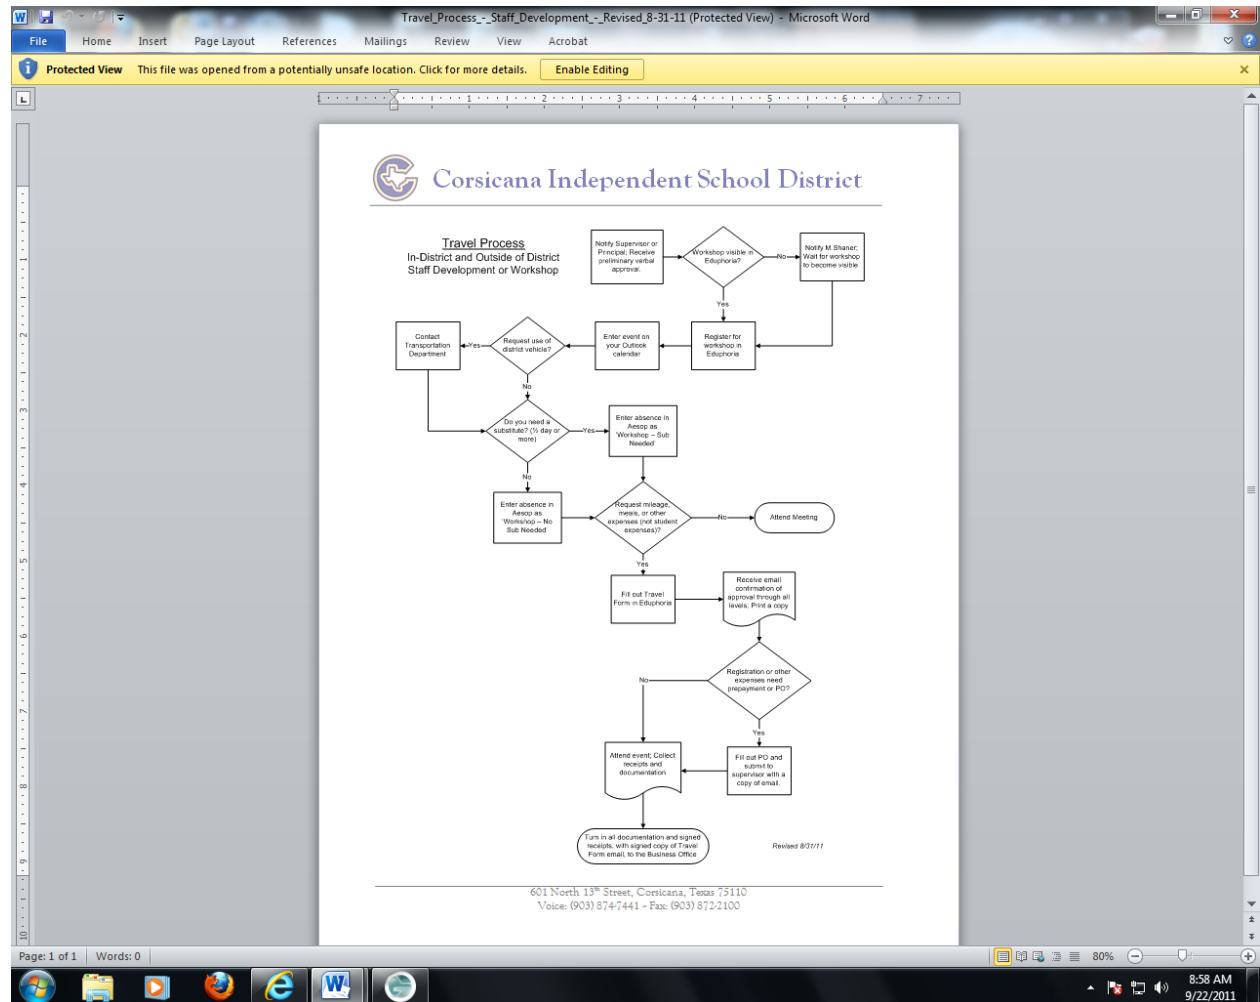 Travel_Process_-_Staff_Development_-_Revised_8-31-11 (Protected View) - Microsoft Word
File Home Insert Page Layout References Mailings Review View Acrobat
Protected View This file was opened from a potentially unsafe location. Click for more details. Enable Editing
1 1 2 3 4 5 6 7
Corsicana Independent School District
Travel Process
In-District and Outside of District
Staff Development or Workshop
Notify Supervisor or
Principal; Receive
preliminary verbal
approval.
Workshop visible in
Eduphoria?
No
Notify M.Shaner;
Wait for workshop
to become visible
Yes
Contact
Transportation
Department
Yes
Request use of
district vehicle?
Enter event on
your Outlook
calendar
Register for
workshop in
Eduphoria
No
Do you need a
substitute? (½ day or
more)
Yes
Enter absence in
Aesop as
'Workshop – Sub
Needed'
No
Enter absence in
Aesop as
'Workshop – No
Sub Needed'
Request mileage,
meals, or other
expenses (not student
expenses)?
No
Attend Meeting
Yes
Fill out Travel
Form in Eduphoria
Receive email
confirmation of
approval through all
levels; Print a copy
Registration or other
expenses need
prepayment or PO?
No
Yes
Attend event; Collect
receipts and
documentation
Fill out PO and
submit to
supervisor with a
copy of email.
Turn in all documentation and signed
receipts, with signed copy of Travel
Form email, to the Business Office
Revised 8/31/11
601 North 13th Street, Corsicana, Texas 75110
Voice: (903) 874-7441 – Fax: (903) 872-2100
Page: 1 of 1 Words: 0 80%
8:58 AM
9/22/2011